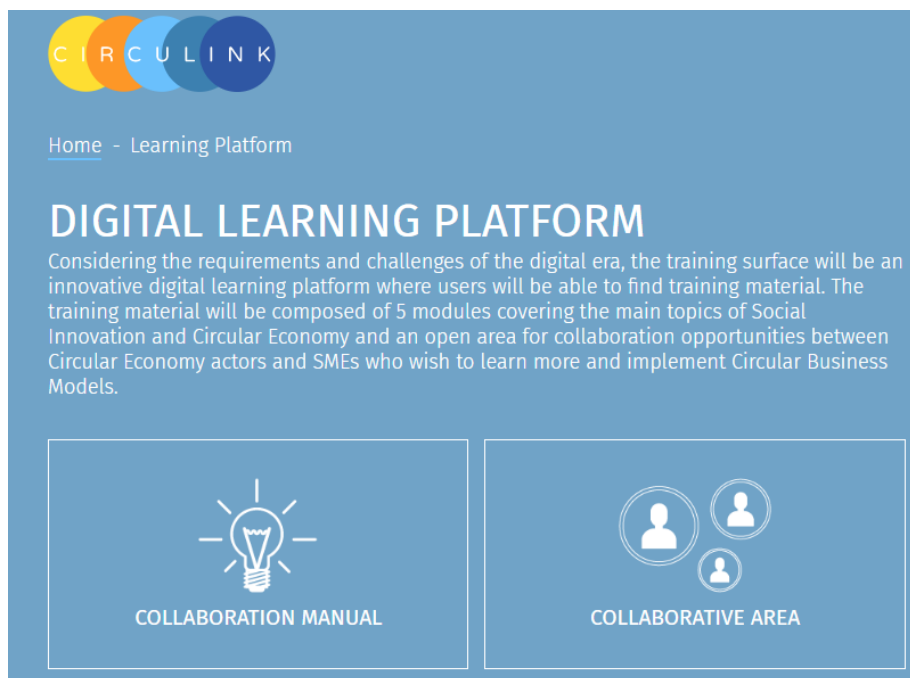 CIRCULINK
Home - Learning Platform
DIGITAL LEARNING PLATFORM
Considering the requirements and challenges of the digital era, the training surface will be an
innovative digital learning platform where users will be able to find training material. The
training material will be composed of 5 modules covering the main topics of Social
Innovation and Circular Economy and an open area for collaboration opportunities between
Circular Economy actors and SMEs who wish to learn more and implement Circular Business
Models.
COLLABORATION MANUAL
COLLABORATIVE AREA